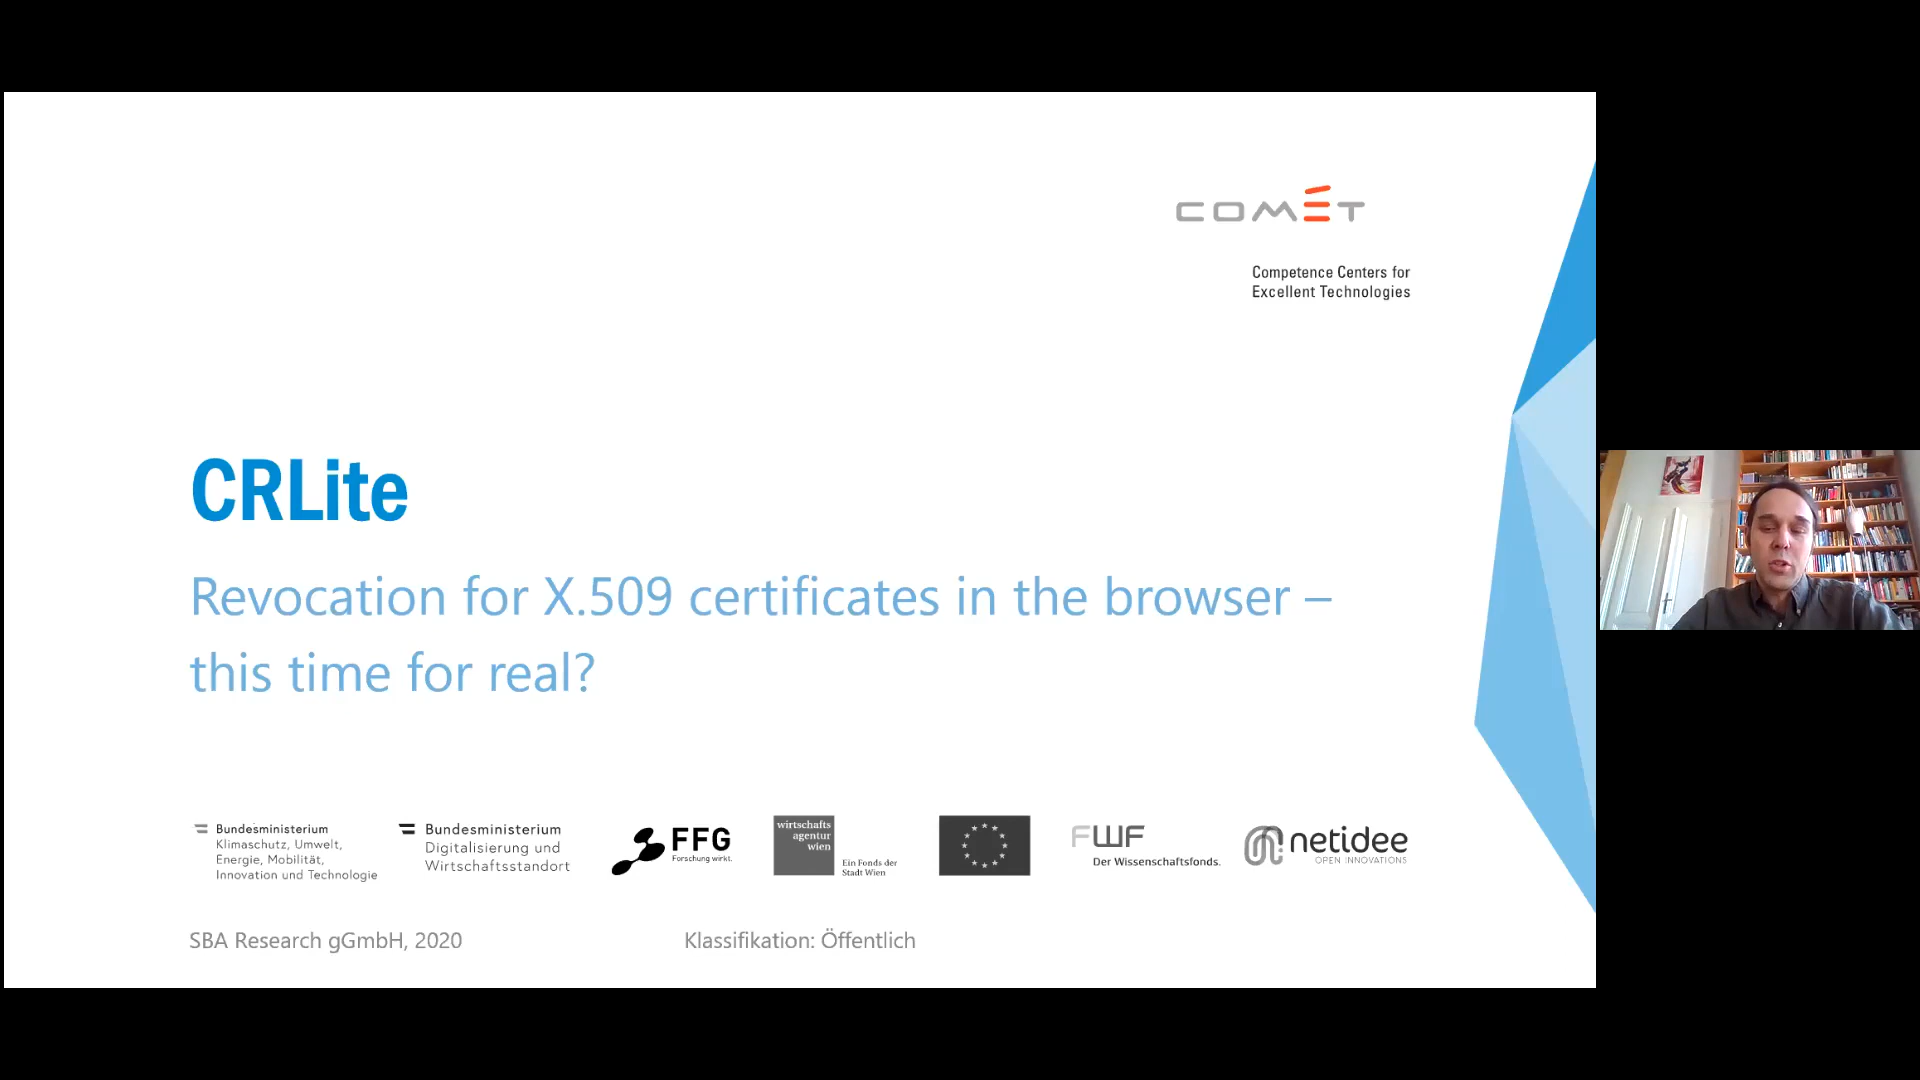 COMÉT
Competence Centers for
Excellent Technologies
CRLite
Revocation for X.509 certificates in the browser –
this time for real?
Bundesministerium
Klimaschutz, Umwelt,
Energie, Mobilität,
Innovation und Technologie
Bundesministerium
Digitalisierung und
Wirtschaftsstandort
FFG
Forschung wirkt.
wirtschafts
agentur
wien
Ein Fonds der
Stadt Wien
FWF
Der Wissenschaftsfonds.
netidee
OPEN INNOVATIONS
SBA Research gGmbH, 2020
Klassifikation: Öffentlich